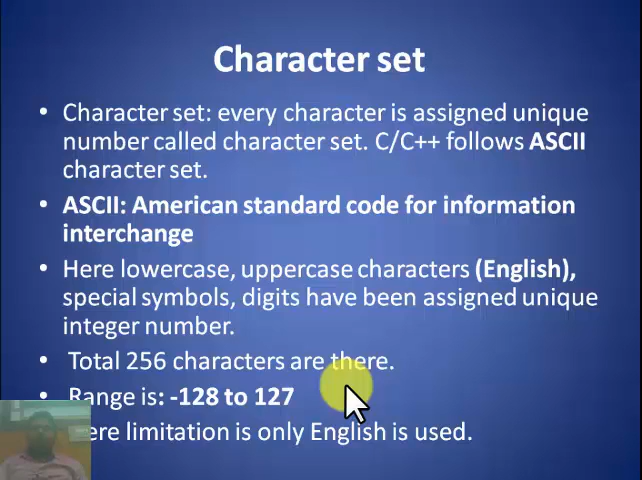 Character set
• Character set: every character is assigned unique
number called character set. C/C++ follows ASCII
character set.
• ASCII: American standard code for information
interchange
• Here lowercase, uppercase characters (English),
special symbols, digits have been assigned unique
integer number.
• Total 256 characters are there.
• Range is: -128 to 127
limitation is only English is used.